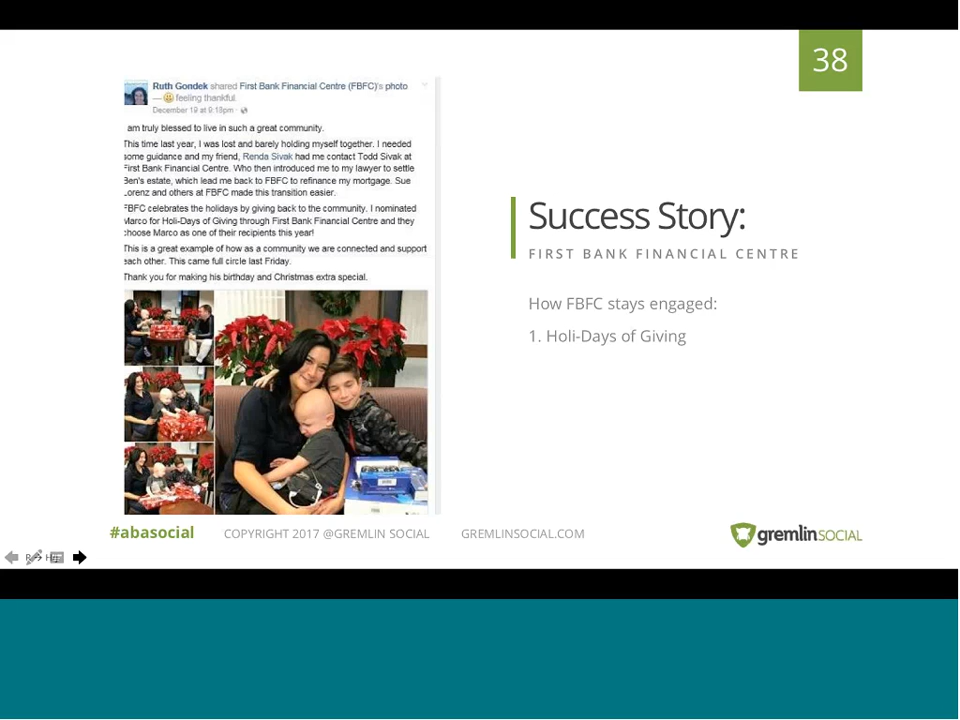 38
Ruth Gondek shared First Bank Financial Centre (FBFC)'s photo
— feeling thankful.
December 19 at 9:18pm ·
am truly blessed to live in such a great community.
This time last year, I was lost and barely holding myself together. I needed
some guidance and my friend, Renda Sivak had me contact Todd Sivak at
First Bank Financial Centre. Who then introduced me to my lawyer to settle
Ben's estate, which lead me back to FBFC to refinance my mortgage. Sue
Lorenz and others at FBFC made this transition easier.
FBFC celebrates the holidays by giving back to the community. I nominated
Marco for Holi-Days of Giving through First Bank Financial Centre and they
choose Marco as one of their recipients this year!
This is a great example of how as a community we are connected and support
each other. This came full circle last Friday.
Thank you for making his birthday and Christmas extra special.
Success Story:
FIRST BANK FINANCIAL CENTRE
How FBFC stays engaged:
1. Holi-Days of Giving
#abasocial COPYRIGHT 2017 @GREMLIN SOCIAL GREMLINSOCIAL.COM
gremlin SOCIAL